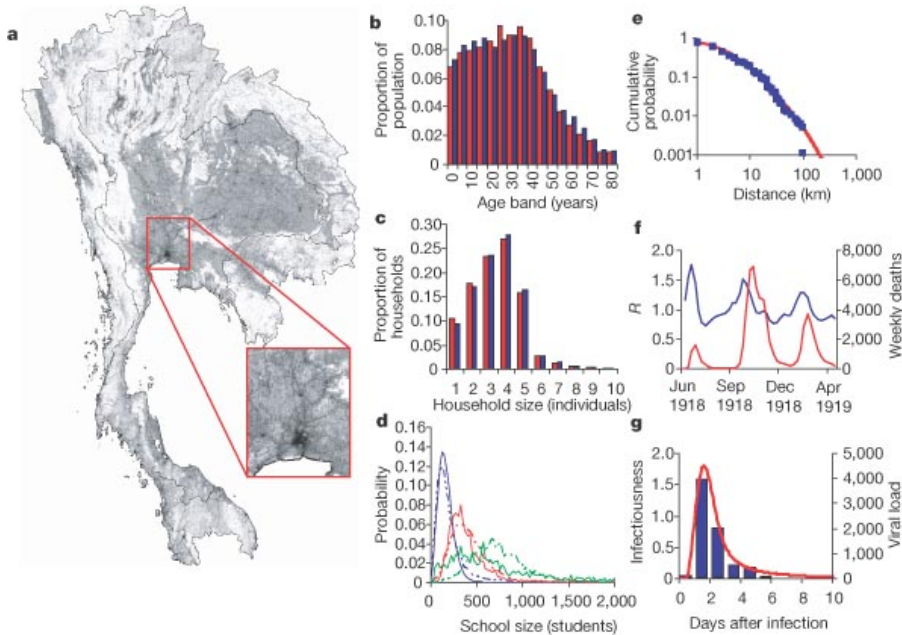 a
b
Proportion of
population
0.10
0.08
0.06
0.04
0.02
0
0 10 20 30 40 50 60 70 80
Age band (years)
c
Proportion of
households
0.30
0.25
0.20
0.15
0.10
0.05
0
1 2 3 4 5 6 7 8 9 10
Household size (individuals)
d
Probability
0.16
0.14
0.12
0.10
0.08
0.06
0.04
0.02
0
0 500 1,000 1,500 2,000
School size (students)
e
Cumulative
probability
1
0.1
0.01
0.001
1 10 100 1,000
Distance (km)
f
R
2.0
1.5
1.0
0.5
0
8,000
6,000
4,000
2,000
0
Weekly deaths
Jun Sep Dec Apr
1918 1918 1918 1919
g
Infectiousness
2.0
1.5
1.0
0.5
0
5,000
4,000
3,000
2,000
1000
0
Viral load
0 2 4 6 8 10
Days after infection